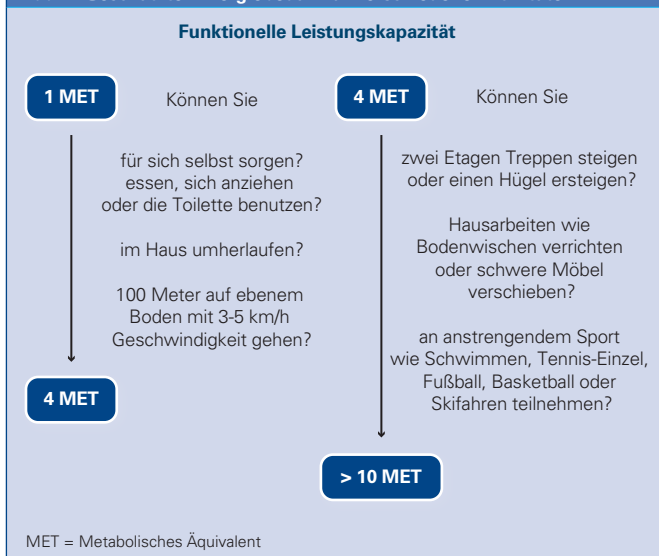 Funktionelle Leistungskapazität
1 MET
Können Sie
für sich selbst sorgen?
essen, sich anziehen
oder die Toilette benutzen?
im Haus umherlaufen?
100 Meter auf ebenem
Boden mit 3-5 km/h
Geschwindigkeit gehen?
4 MET
4 MET
Können Sie
zwei Etagen Treppen steigen
oder einen Hügel ersteigen?
Hausarbeiten wie
Bodenwischen verrichten
oder schwere Möbel
verschieben?
an anstrengendem Sport
wie Schwimmen, Tennis-Einzel,
Fußball, Basketball oder
Skifahren teilnehmen?
> 10 MET
MET = Metabolisches Äquivalent